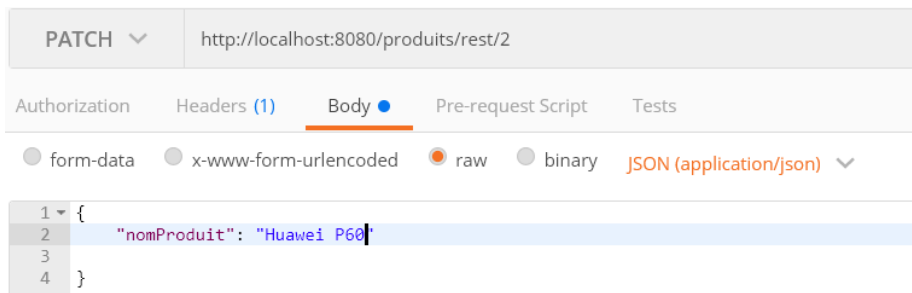 PATCH http://localhost:8080/produits/rest/2
Authorization Headers (1) Body Pre-request Script Tests
form-data x-www-form-urlencoded raw binary JSON (application/json)
1 {
2 "nomProduit": "Huawei P60"
3
4 }